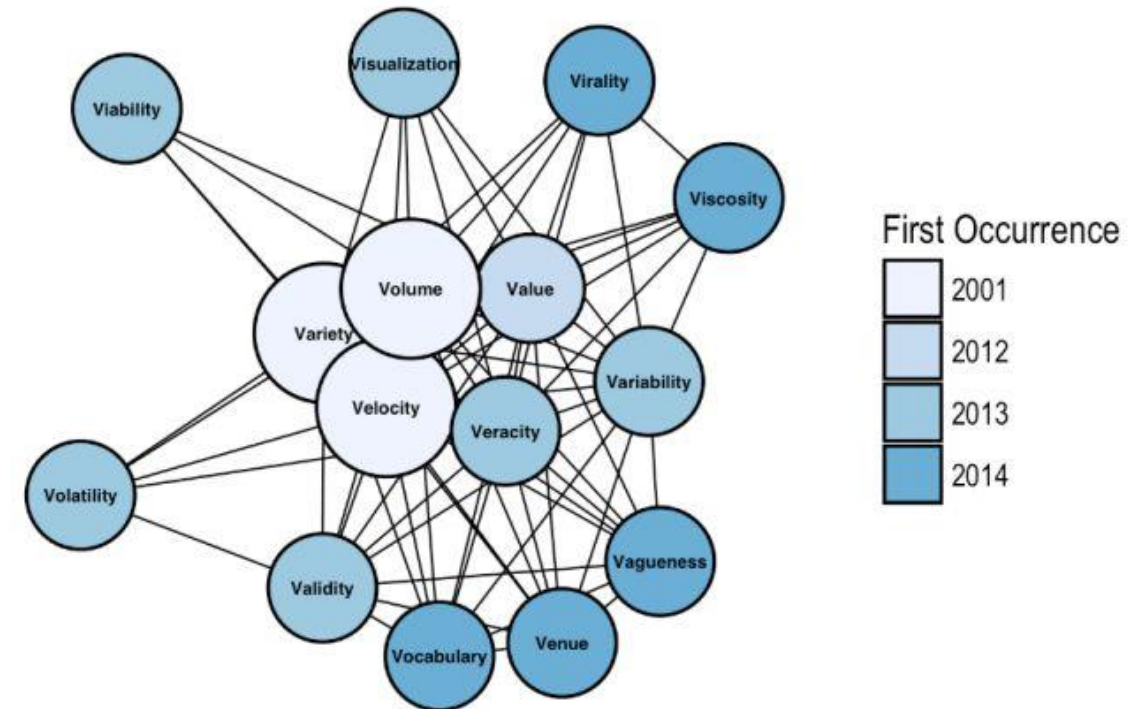 Visualization
Virality
Viability
Viscosity
First Occurrence
2001
2012
2013
2014
Volume
Value
Variety
Variability
Velocity
Veracity
Volatility
Vagueness
Validity
Venue
Vocabulary